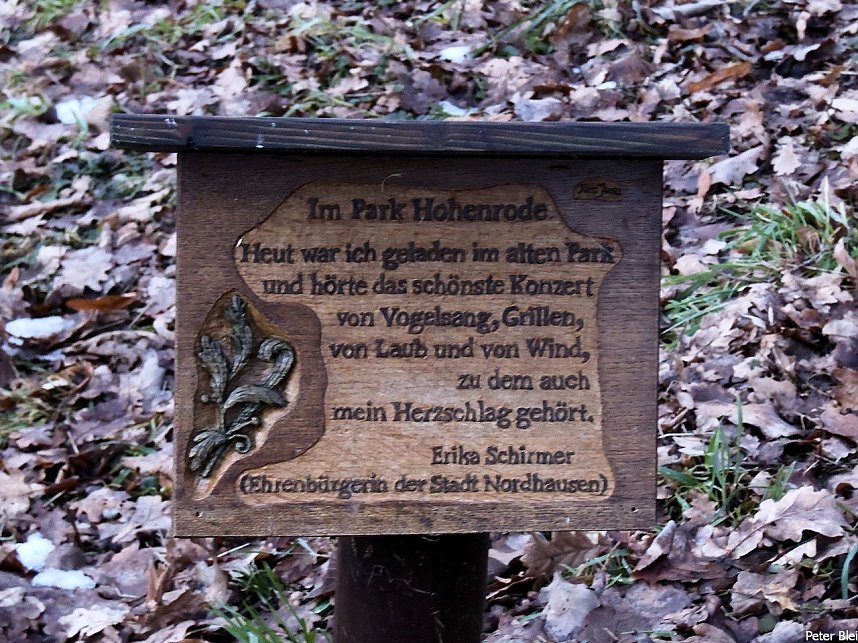 Im Park Hohenrode
Heut war ich geladen im alten Park
und hörte das schönste Konzert
von Vogelsang, Grillen,
von Laub und von Wind,
zu dem auch
mein Herzschlag gehört.
Erika Schirmer
(Ehrenbürgerin der Stadt Nordhausen)
Peter Blei